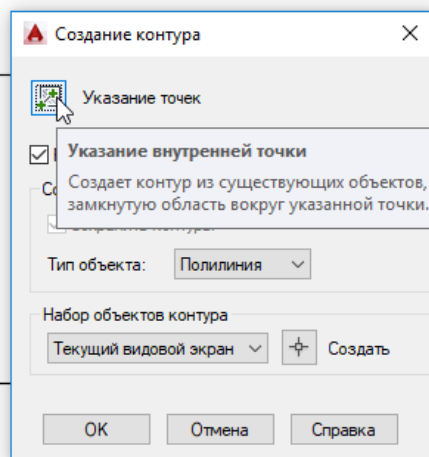 Создание контура
Указание точек
Указание внутренней точки
Создает контур из существующих объектов,
замкнутую область вокруг указанной точки.
Тип объекта: Полилиния
Набор объектов контура
Текущий видовой экран Создать
OK Отмена Справка